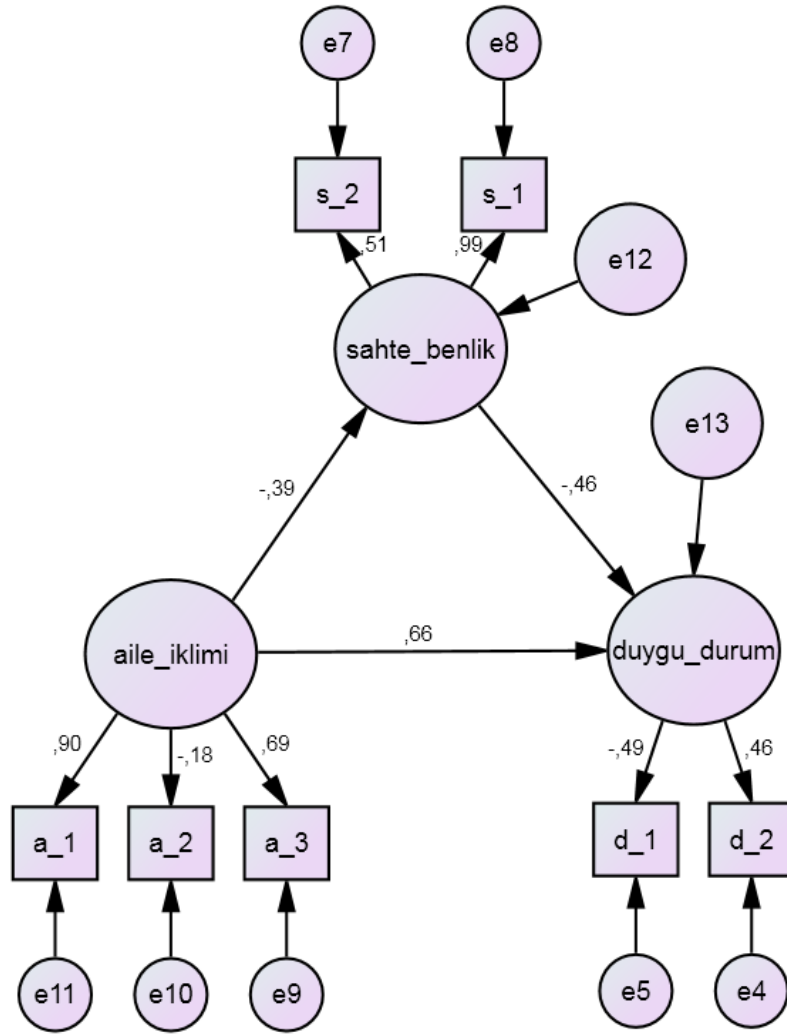 e7
e8
s_2
s_1
,51
,99
e12
sahte_benlik
e13
-,39
-,46
aile_iklimi
,66
duygu_durum
,90
-,18
,69
-,49
,46
a_1
a_2
a_3
d_1
d_2
e11
e10
e9
e5
e4